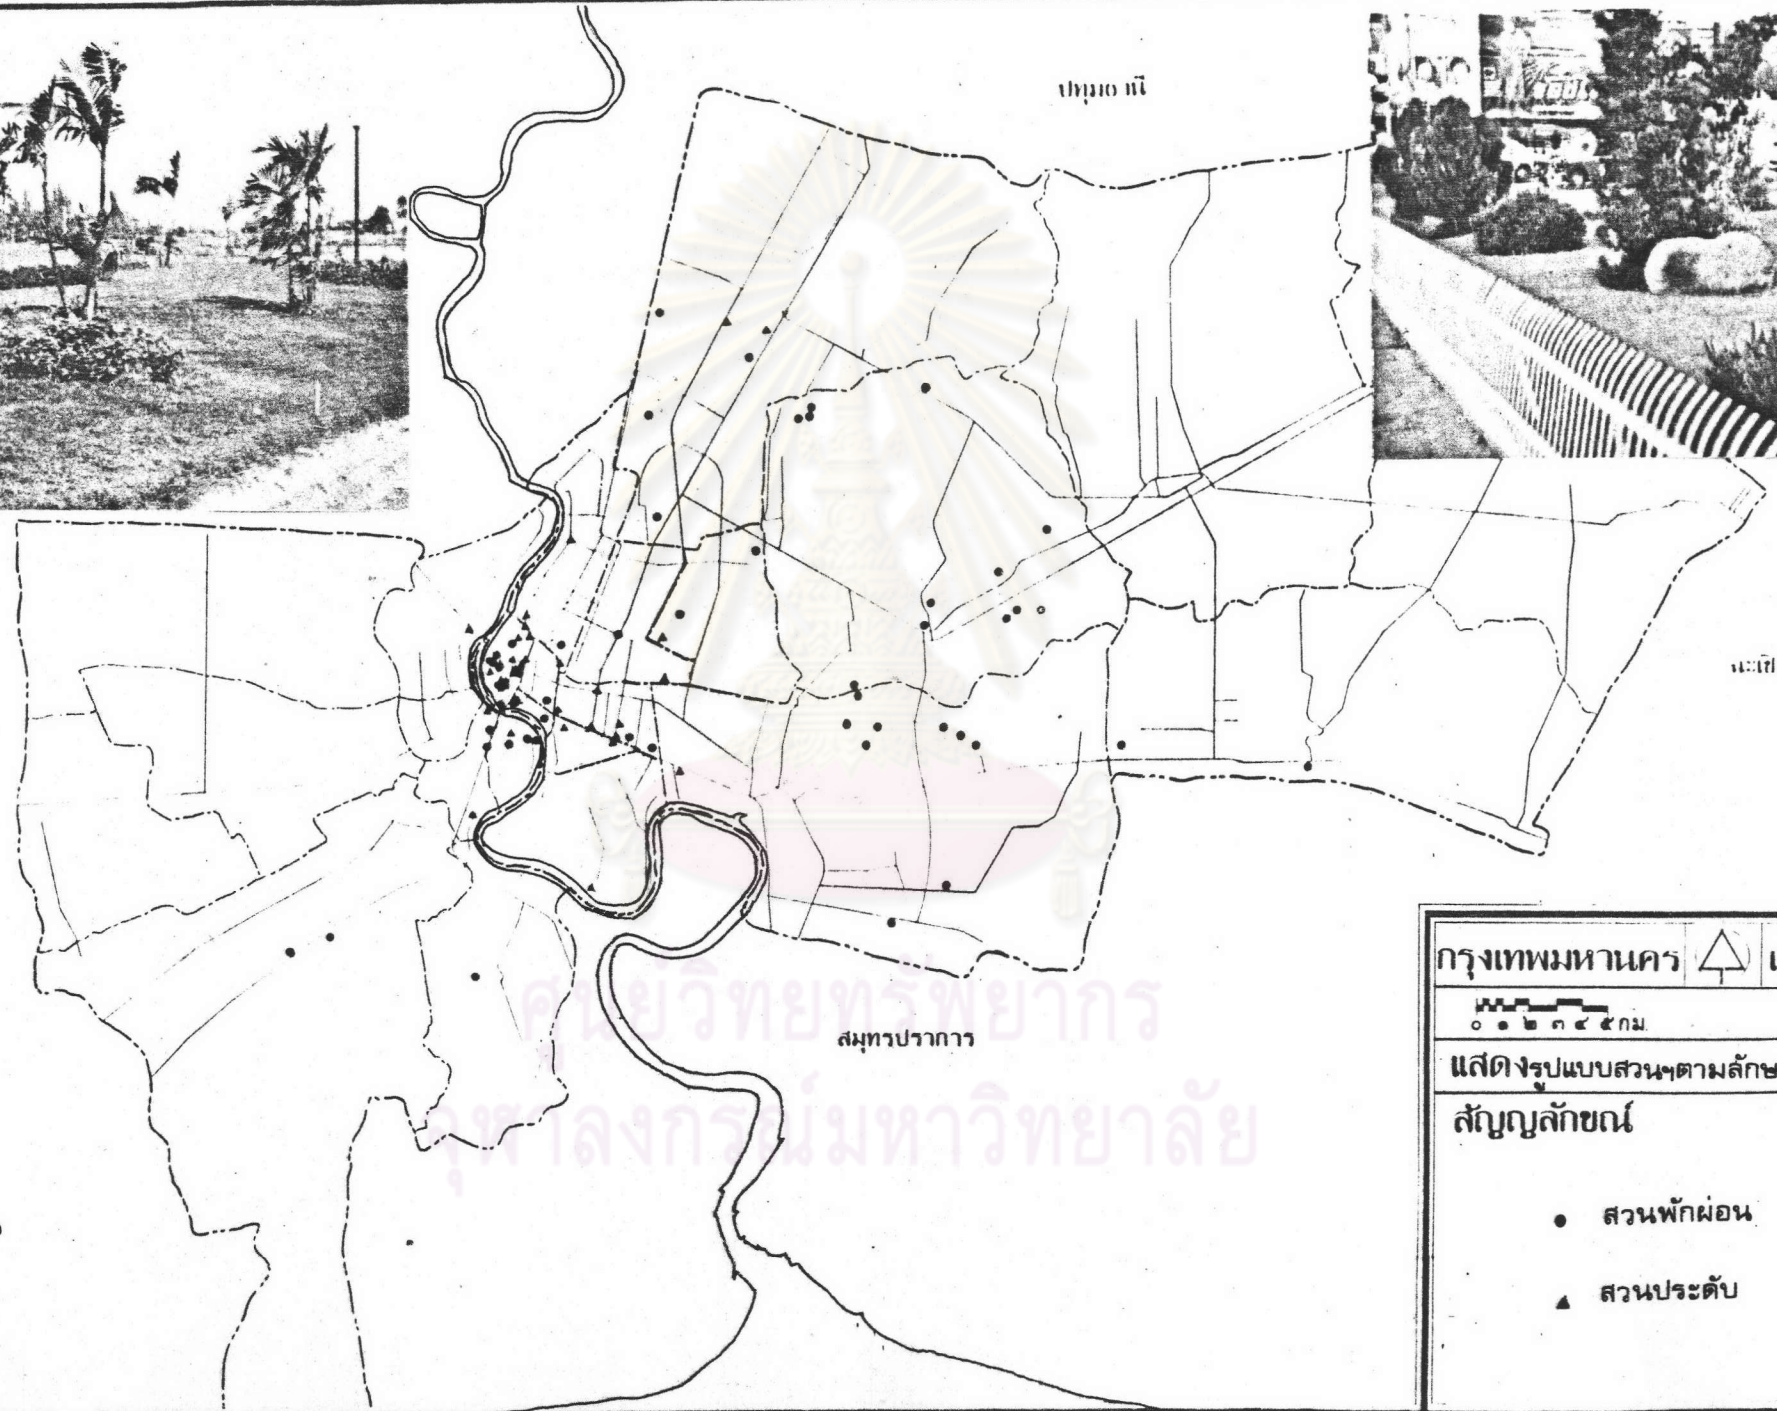 ปทุมธานี
สมุทรปราการ
ศูนย์วิทยทรัพยากร
จุฬาลงกรณ์มหาวิทยาลัย
กรุงเทพมหานคร
๐ ๑ ๒ ๓ ๔ ๕ กม.
แสดงรูปแบบสวนฯตามลักษ
สัญญลักขณ์
สวนพักผ่อน
สวนประดับ